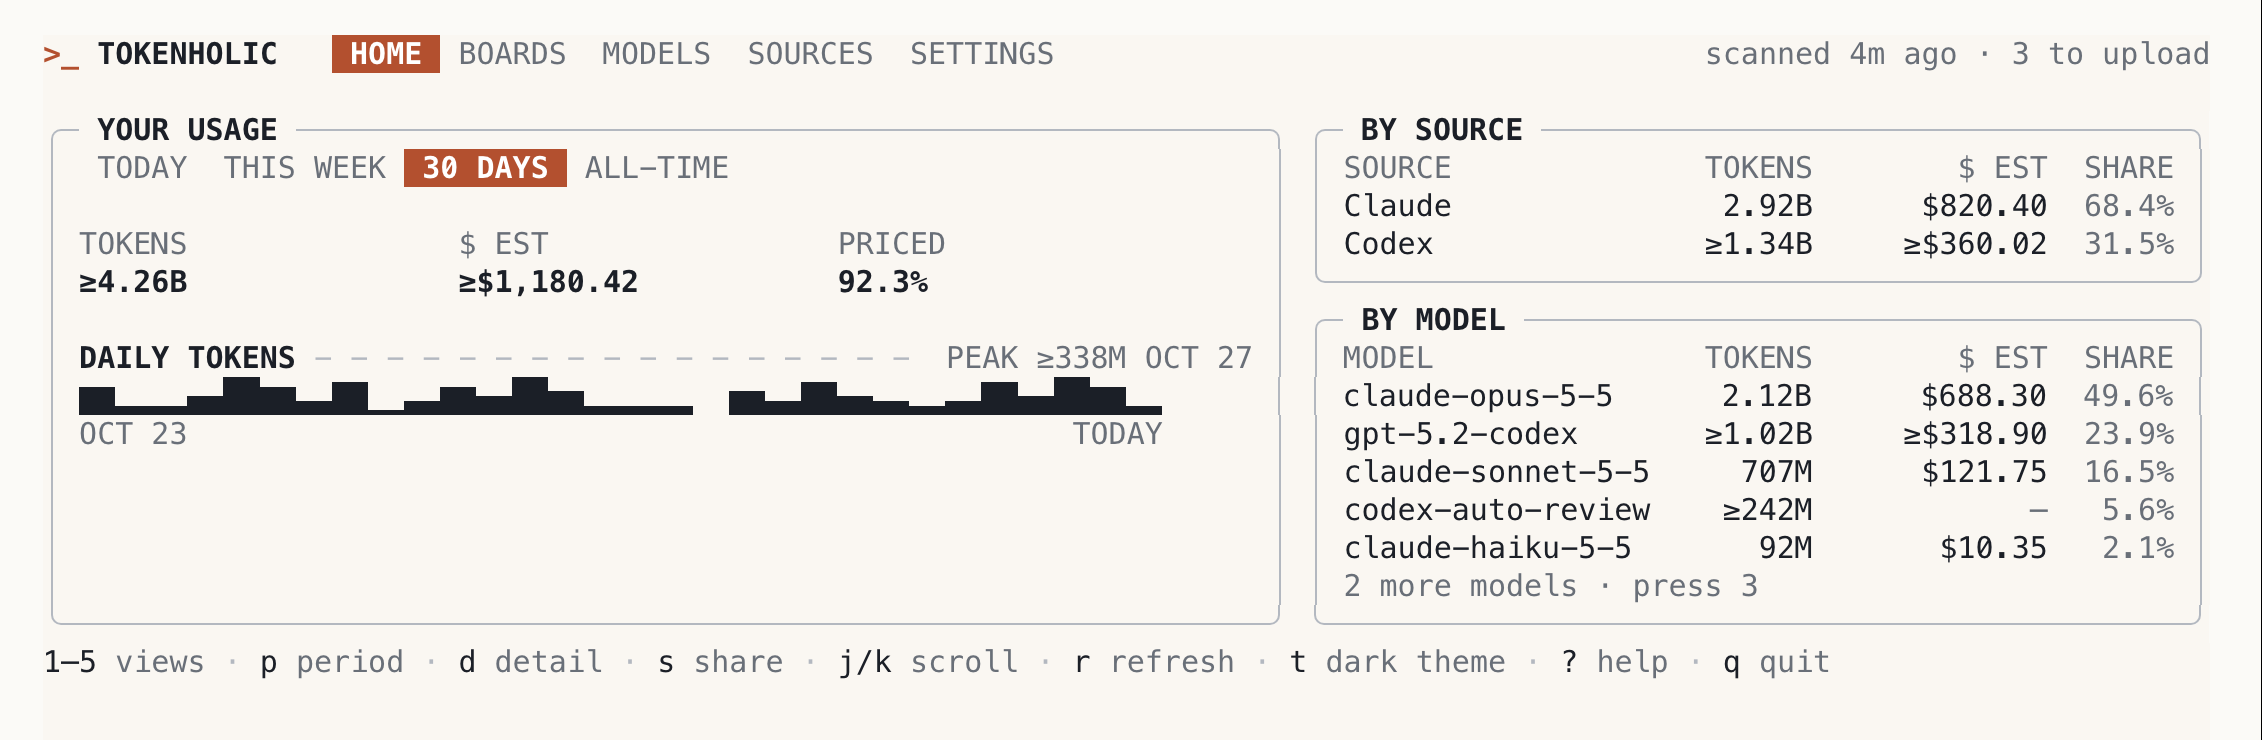 >_ TOKENHOLIC HOME BOARDS MODELS SOURCES SETTINGS scanned 4m ago · 3 to upload
YOUR USAGE
TODAY THIS WEEK 30 DAYS ALL-TIME
TOKENS $ EST PRICED
≥4.26B ≥$1,180.42 92.3%
DAILY TOKENS PEAK ≥338M OCT 27
OCT 23 TODAY
BY SOURCE
SOURCE TOKENS $ EST SHARE
Claude 2.92B $820.40 68.4%
Codex ≥1.34B ≥$360.02 31.5%
BY MODEL
MODEL TOKENS $ EST SHARE
claude-opus-5-5 2.12B $688.30 49.6%
gpt-5.2-codex ≥1.02B ≥$318.90 23.9%
claude-sonnet-5-5 707M $121.75 16.5%
codex-auto-review ≥242M — 5.6%
claude-haiku-5-5 92M $10.35 2.1%
2 more models · press 3
1–5 views · p period · d detail · s share · j/k scroll · r refresh · t dark theme · ? help · q quit